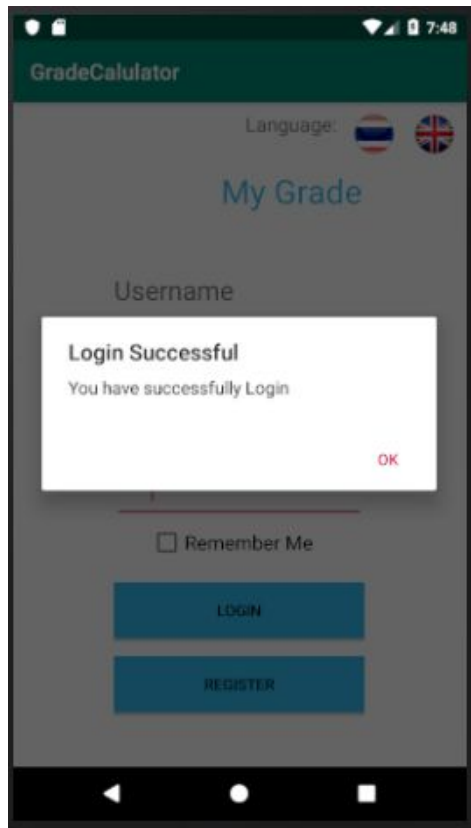 7:48
GradeCalulator
Language:
My Grade
Username
Login Successful
You have successfully Login
OK
Remember Me
LOGIN
REGISTER